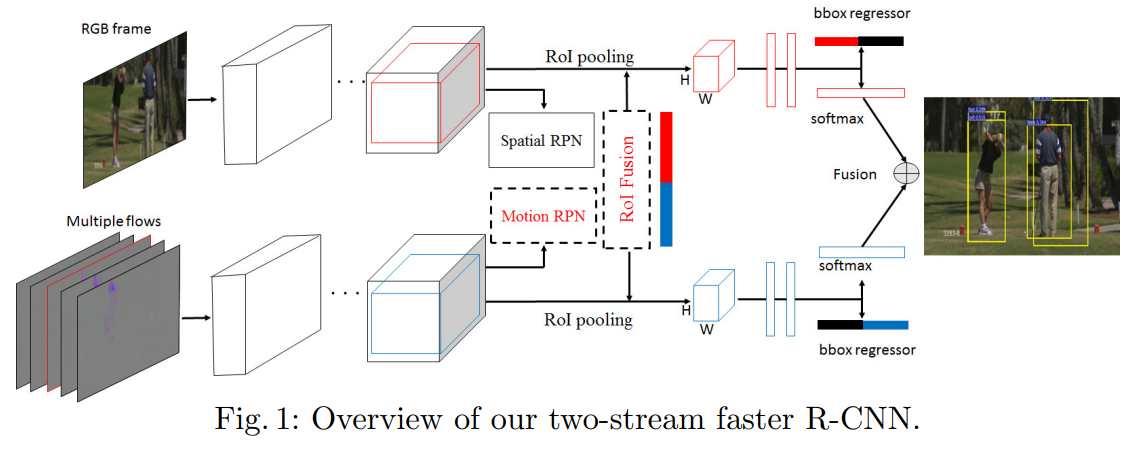 RGB frame
bbox regressor
RoI pooling
H
W
softmax
Spatial RPN
RoI Fusion
Fusion
Motion RPN
Multiple flows
softmax
RoI pooling
H
W
bbox regressor
Fig. 1: Overview of our two-stream faster R-CNN.